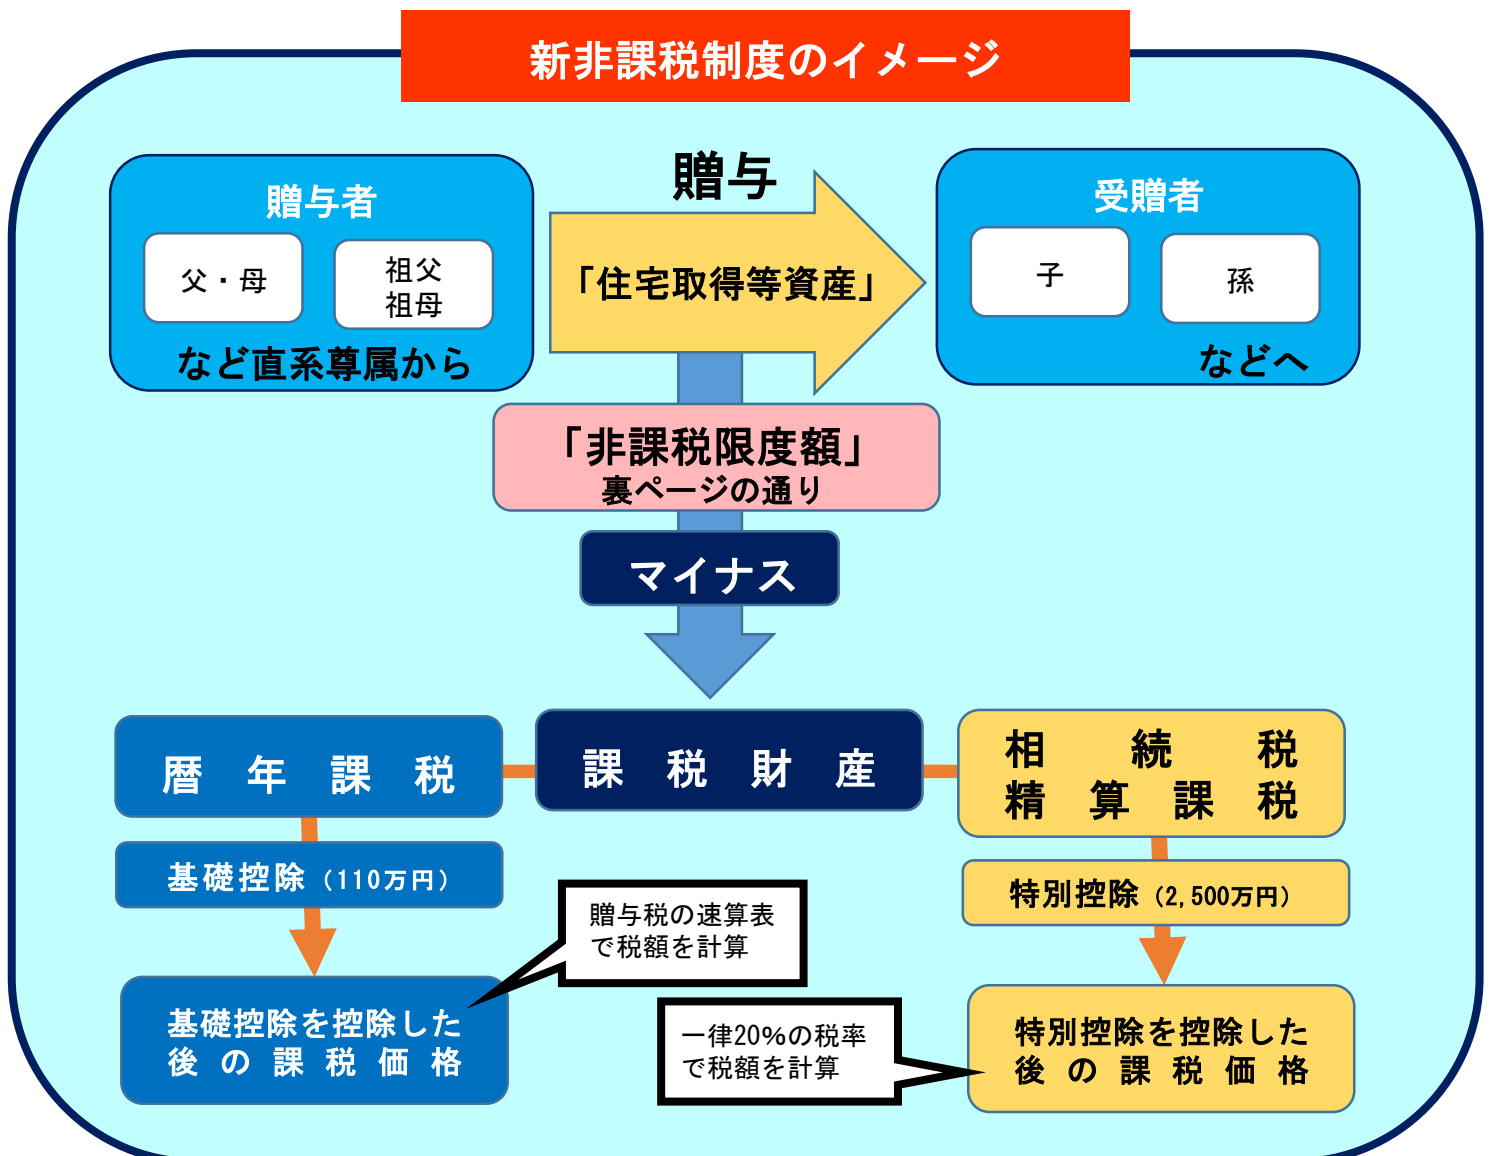 新非課税制度のイメージ
贈与
贈与者
父・母
祖父
祖母
など直系尊属から
「住宅取得等資産」
受贈者
子
孫
などへ
「非課税限度額」
裏ページの通り
マイナス
暦年課税
課税財産
相続税
精算課税
基礎控除（110万円）
特別控除（2,500万円）
贈与税の速算表
で税額を計算
基礎控除を控除した
後の課税価格
一律20％の税率
で税額を計算
特別控除を控除した
後の課税価格